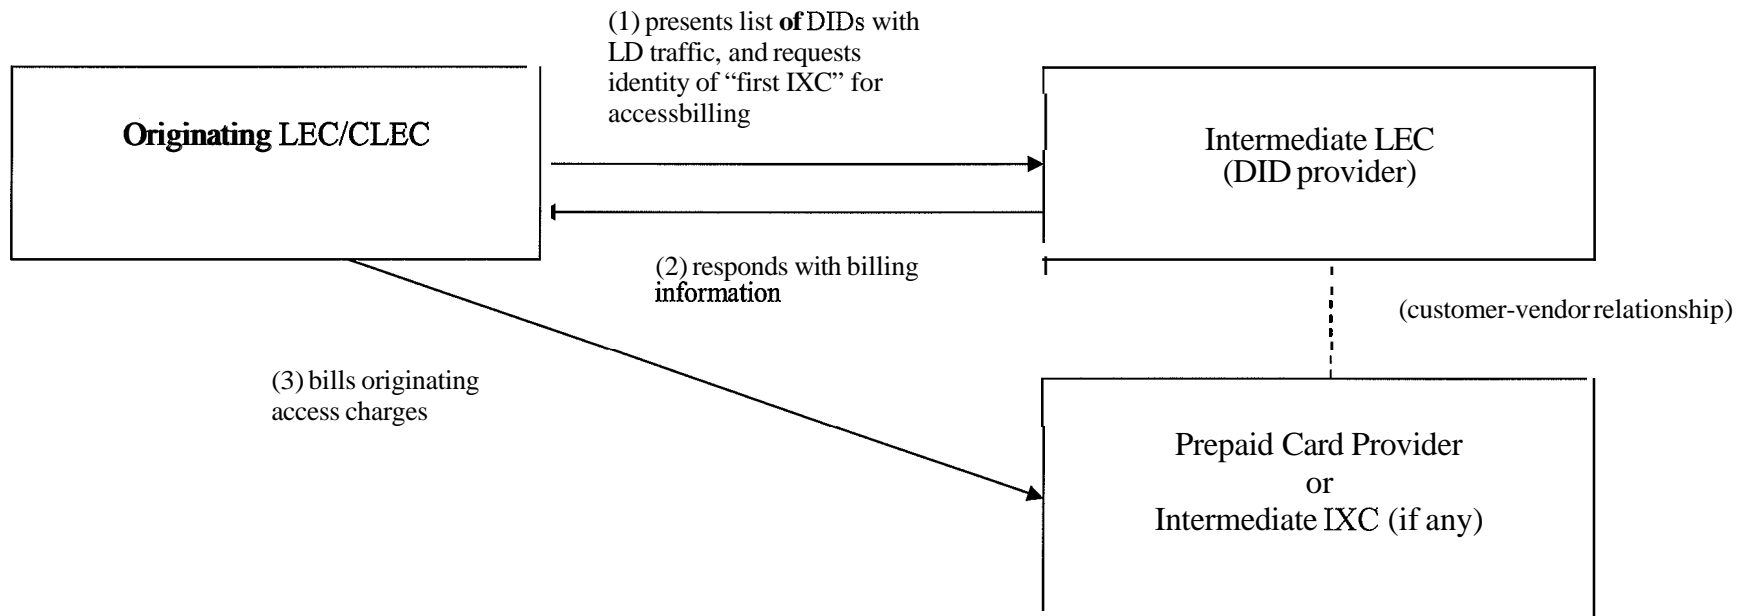 (1) presents list of DIDs with
LD traffic, and requests
identity of “first IXC” for
accessbilling
Originating LEC/CLEC
Intermediate LEC
(DID provider)
(2) responds with billing
information
(customer-vendor relationship)
(3) bills originating
access charges
Prepaid Card Provider
or
Intermediate IXC (if any)